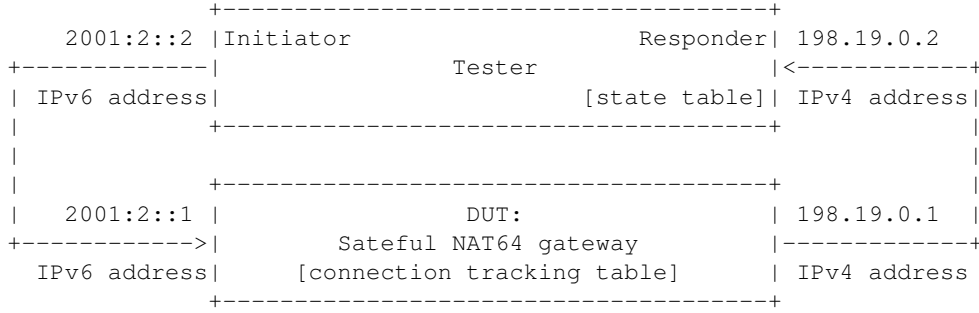 +--------------------------------------+
2001:2::2 |Initiator Responder| 198.19.0.2
+-------------| Tester |<------------+
| IPv6 address| [state table]| IPv4 address|
| +--------------------------------------+ |
| |
| +--------------------------------------+ |
| 2001:2::1 | DUT: | 198.19.0.1 |
+------------>| Sateful NAT64 gateway |-------------+
IPv6 address| [connection tracking table] | IPv4 address
+--------------------------------------+